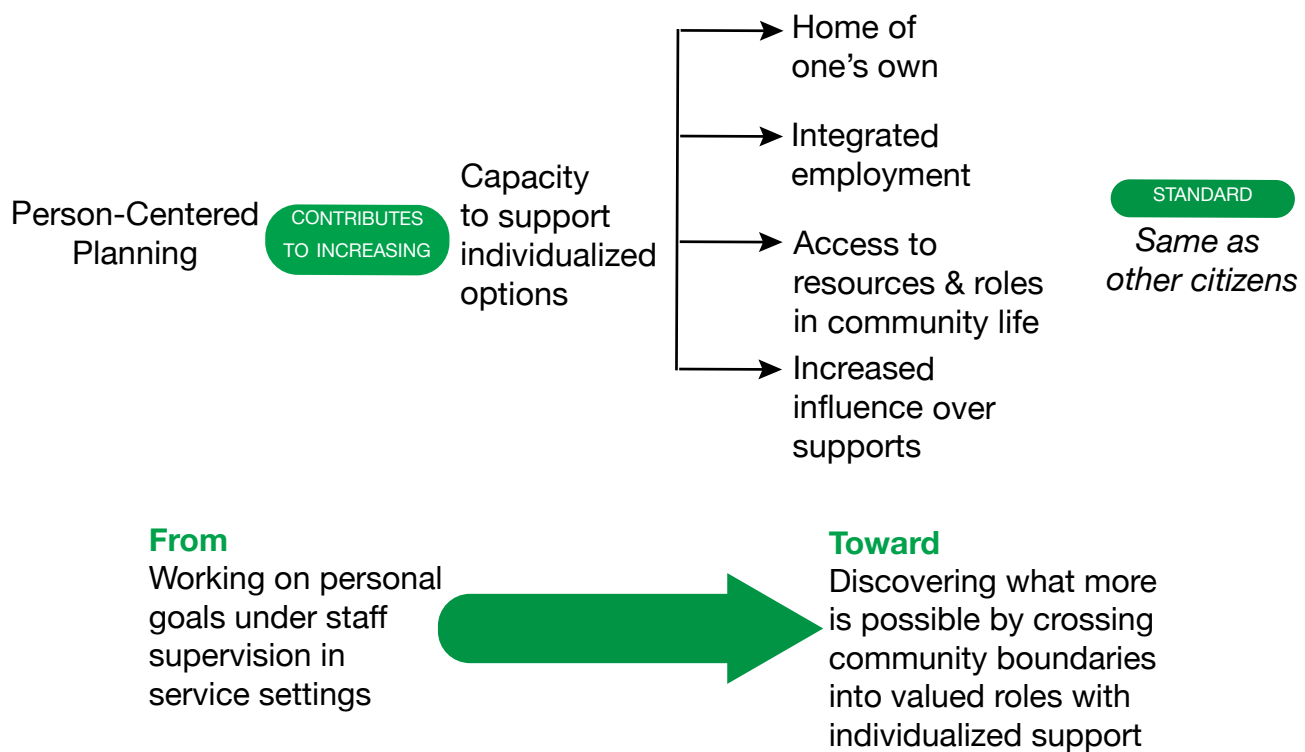 Person-Centered
Planning
CONTRIBUTES
TO INCREASING
Capacity
to support
individualized
options
Home of
one's own
Integrated
employment
Access to
resources & roles
in community life
Increased
influence over
supports
STANDARD
Same as
other citizens
From
Working on personal
goals under staff
supervision in
service settings
Toward
Discovering what more
is possible by crossing
community boundaries
into valued roles with
individualized support